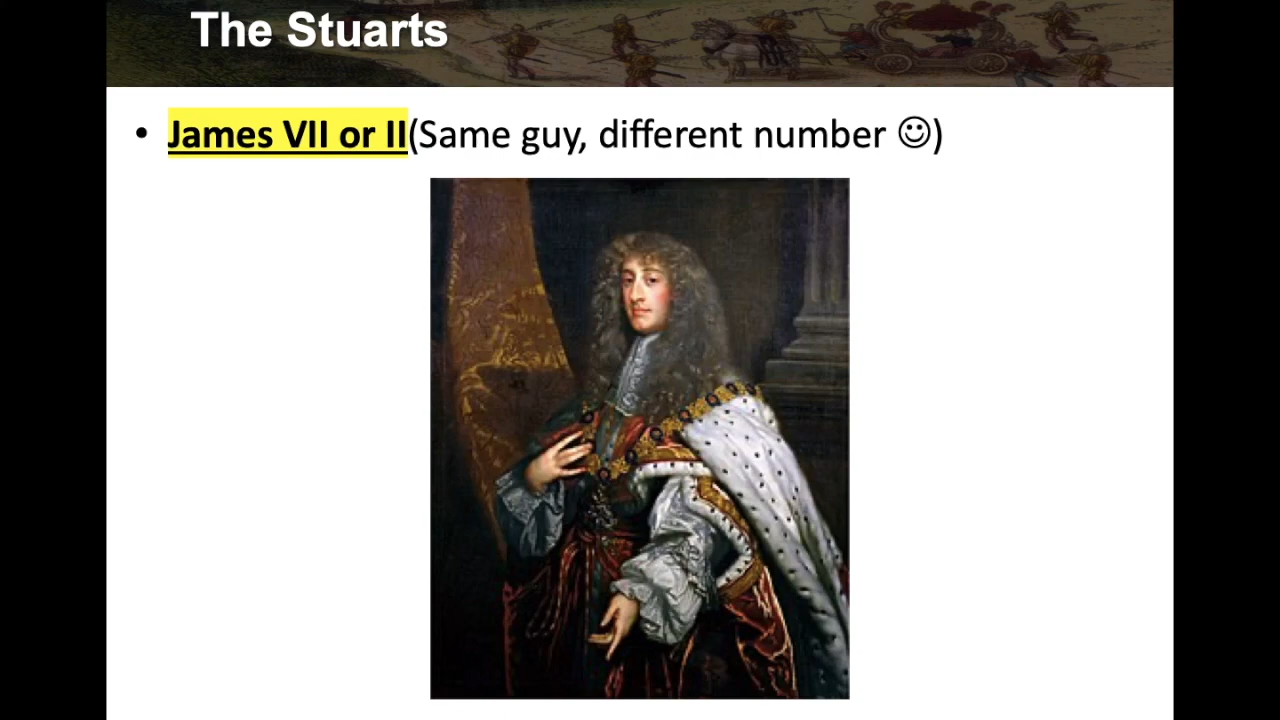 The Stuarts
• James VII or II(Same guy, different number ☺)